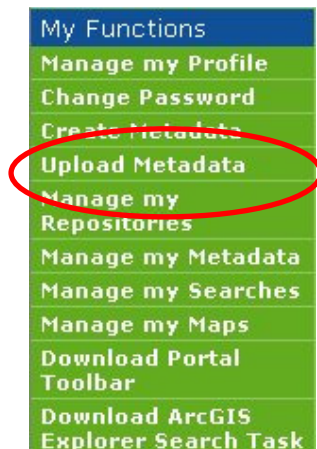 My Functions
Manage my Profile
Change Password
Create Metadata
Upload Metadata
Manage my
Repositories
Manage my Metadata
Manage my Searches
Manage my Maps
Download Portal
Toolbar
Download ArcGIS
Explorer Search Task